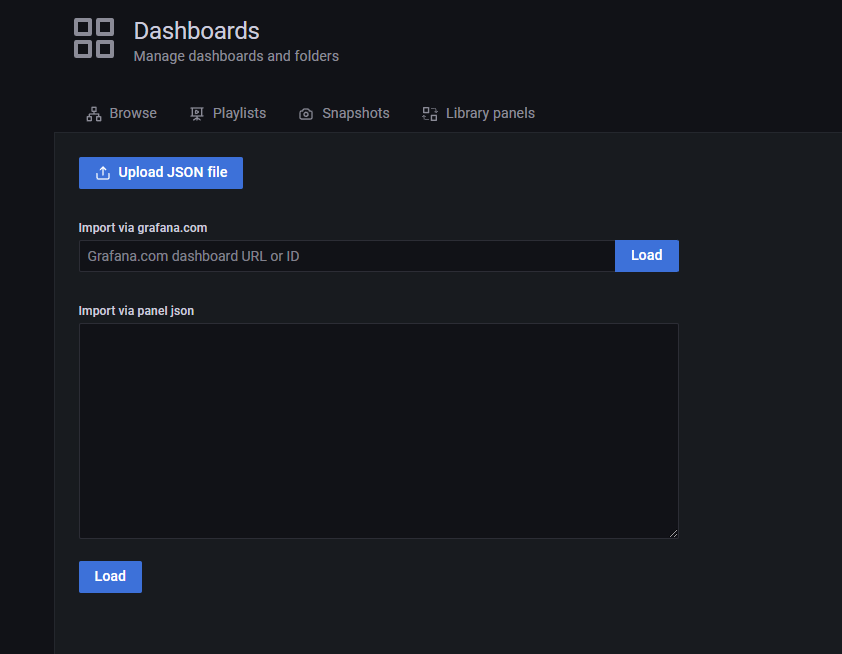 Dashboards
Manage dashboards and folders
Browse Playlists Snapshots Library panels
Upload JSON file
Import via grafana.com
Grafana.com dashboard URL or ID Load
Import via panel json
Load